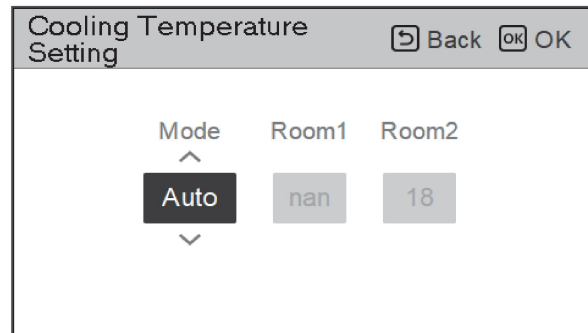 Cooling Temperature
Setting
Back OK OK
Mode Room1 Room2
Auto nan 18